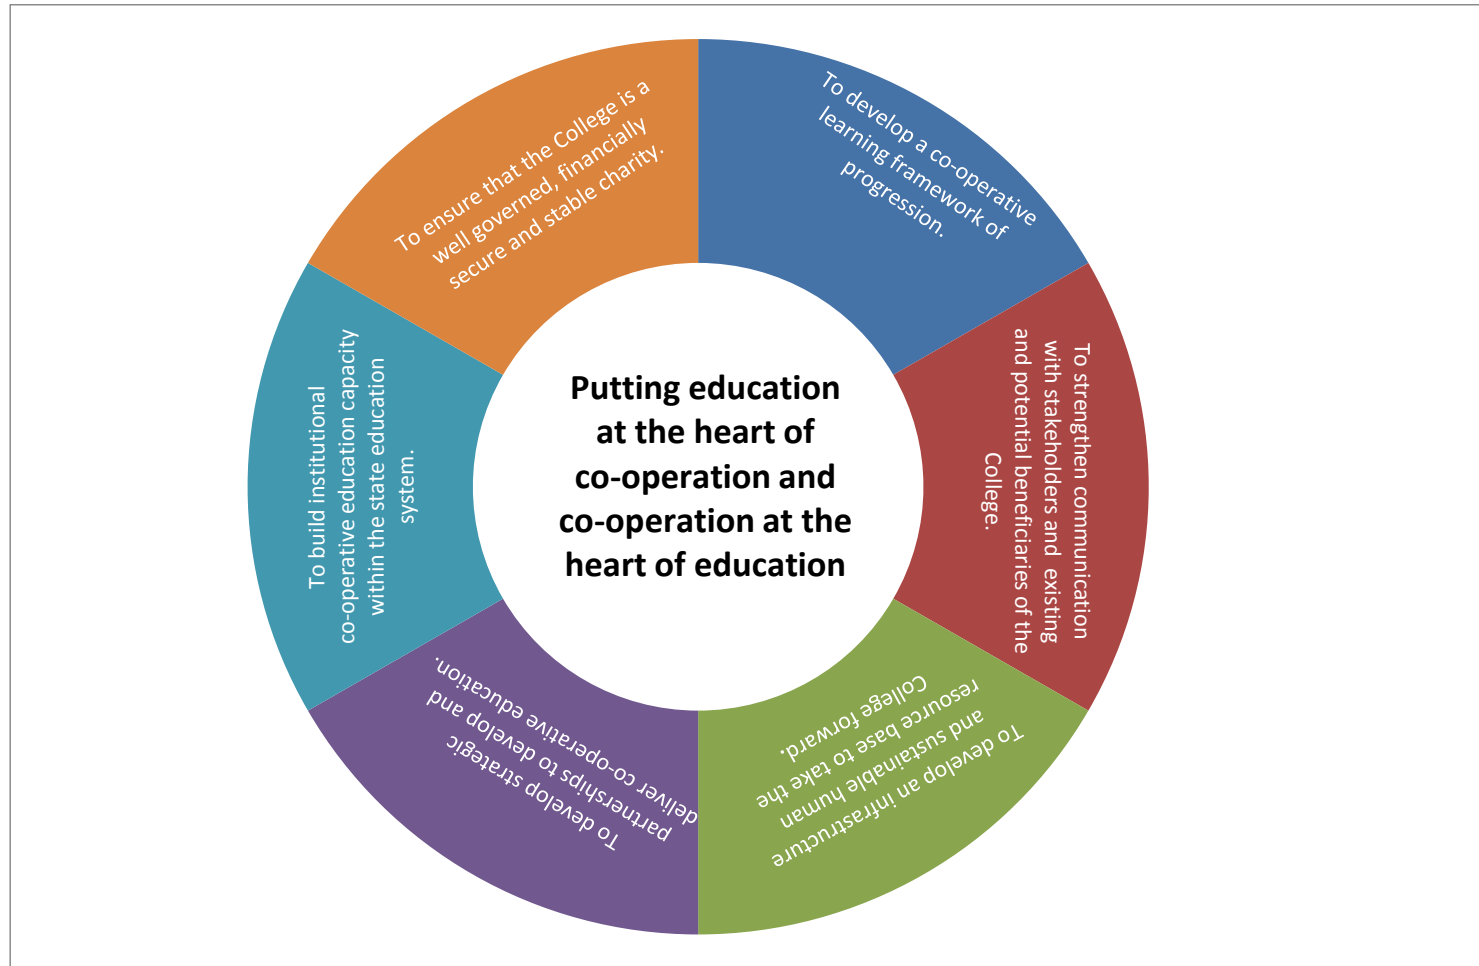 To develop a co-operative
learning framework of
progression.
To strengthen communication
with stakeholders and existing
and potential beneficiaries of the
College.
To develop an infrastructure
and sustainable human
resource base to take the
College forward.
To develop strategic
partnerships to develop and
deliver co-operative education.
To build institutional
co-operative education capacity
within the state education
system.
To ensure that the College is a
well governed, financially
secure and stable charity.
Putting education
at the heart of
co-operation and
co-operation at the
heart of education